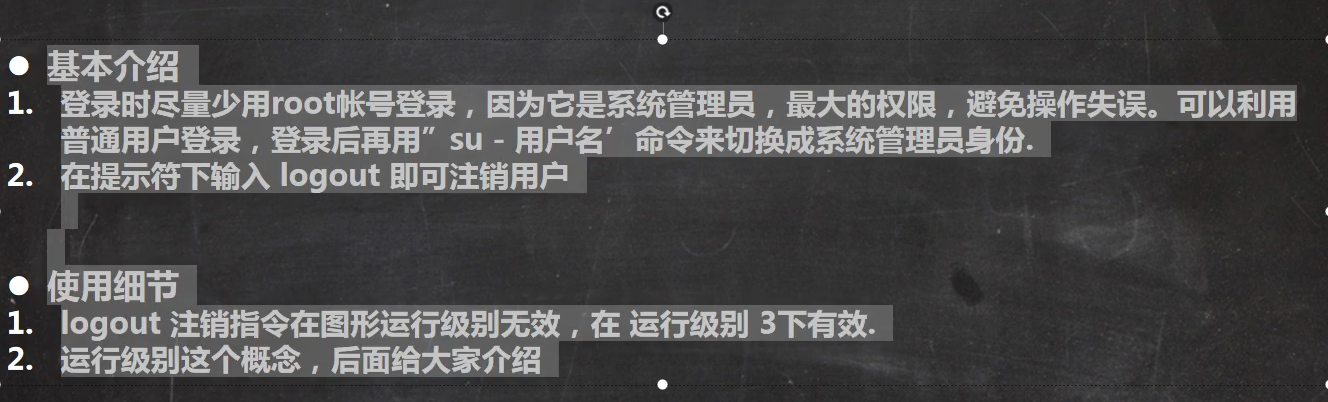 ● 基本介绍
1. 登录时尽量少用root帐号登录，因为它是系统管理员，最大的权限，避免操作失误。可以利用
普通用户登录，登录后再用”su - 用户名’命令来切换成系统管理员身份.
2. 在提示符下输入 logout 即可注销用户
● 使用细节
1. logout 注销指令在图形运行级别无效，在 运行级别 3下有效.
2. 运行级别这个概念，后面给大家介绍